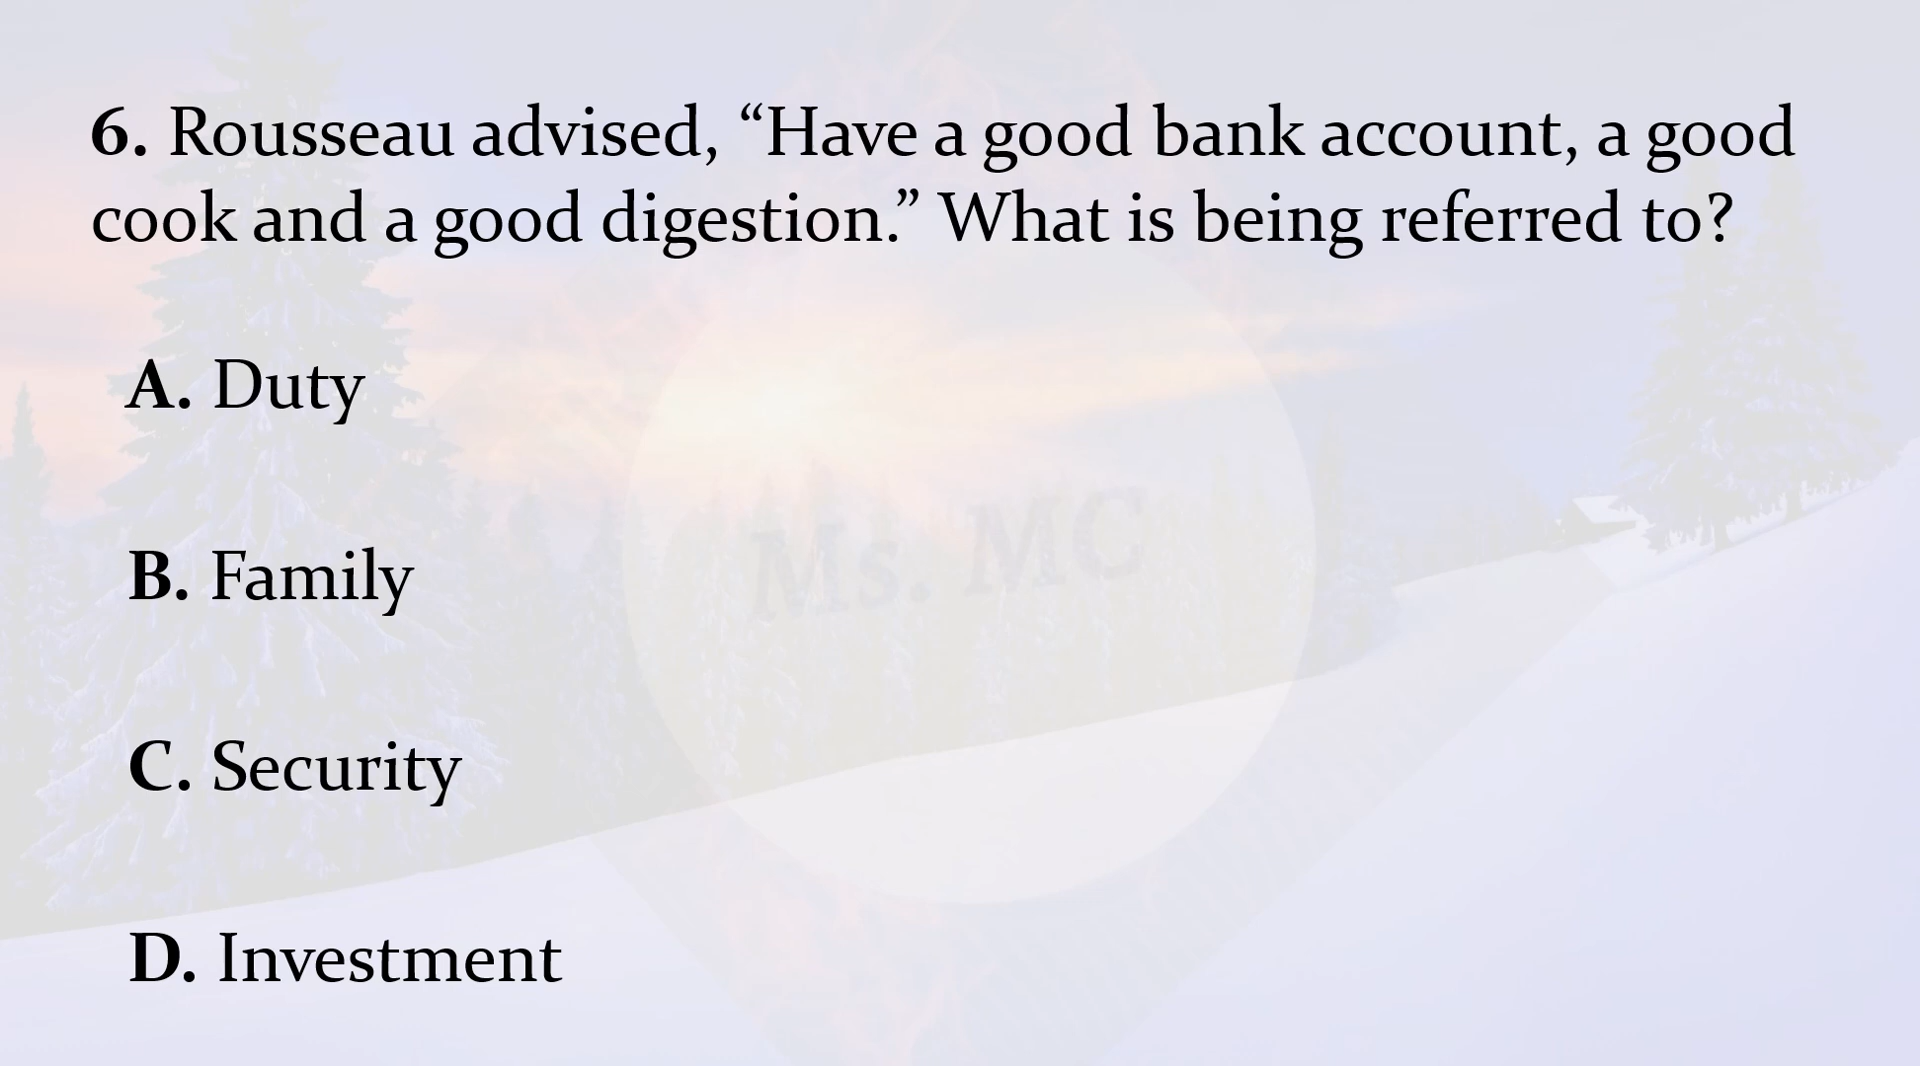 6. Rousseau advised, “Have a good bank account, a good
cook and a good digestion.” What is being referred to?
A. Duty
B. Family
Ms. MC
C. Security
D. Investment